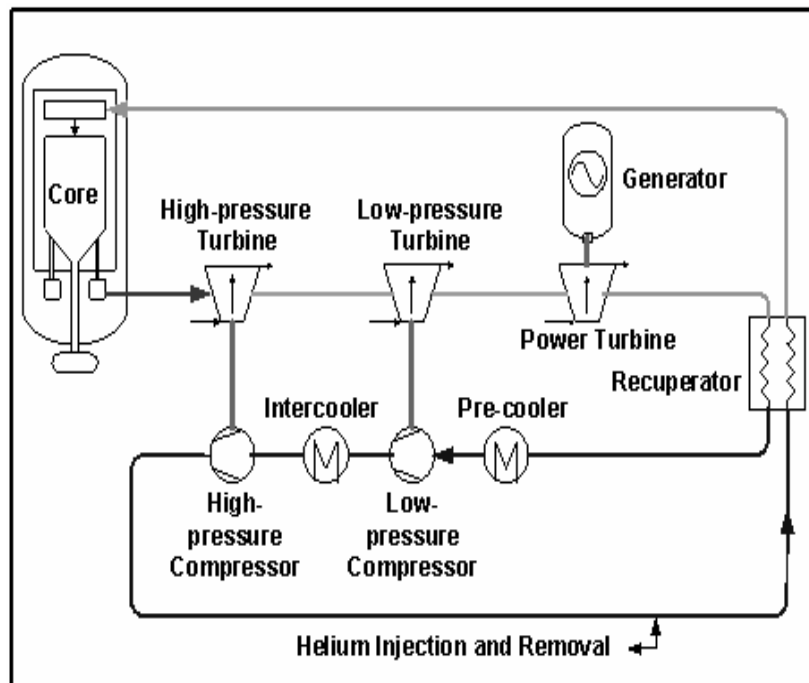 Core
High-pressure
Turbine
Low-pressure
Turbine
Generator
Power Turbine
Recuperator
Intercooler
Pre-cooler
High-
pressure
Compressor
Low-
pressure
Compressor
Helium Injection and Removal